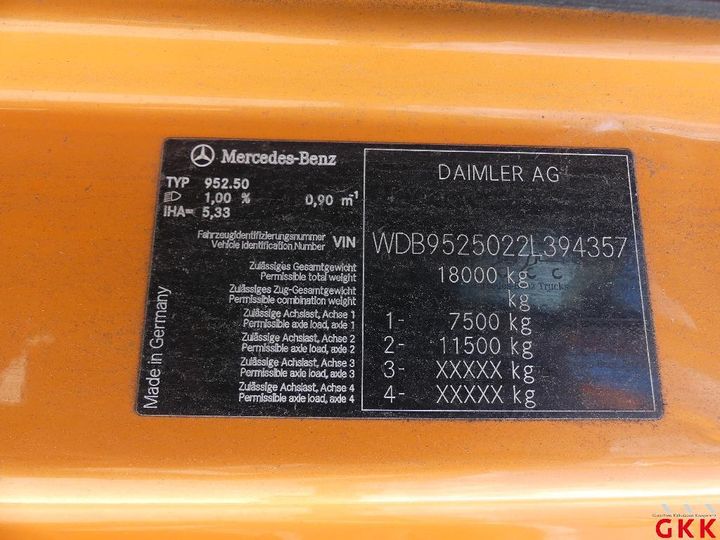 Mercedes-Benz
TYP 952.50
1,00 % 0,90 m⁻¹
IHA= 5,33
Fahrzeugidentifizierungsnummer
Vehicle Identification Number VIN
Zulässiges Gesamtgewicht
Permissible total weight
Zulässiges Zug-Gesamtgewicht
Permissible combination weight
Zulässige Achslast, Achse 1
Permissible axle load, axle 1
Zulässige Achslast, Achse 2
Permissible axle load, axle 2
Zulässige Achslast, Achse 3
Permissible axle load, axle 3
Zulässige Achslast, Achse 4
Permissible axle load, axle 4
Made in Germany
DAIMLER AG
WDB9525022L394357
18000 kg
Trucks
kg
1- 7500 kg
2- 11500 kg
3- XXXXX kg
4- XXXXX kg
GKK